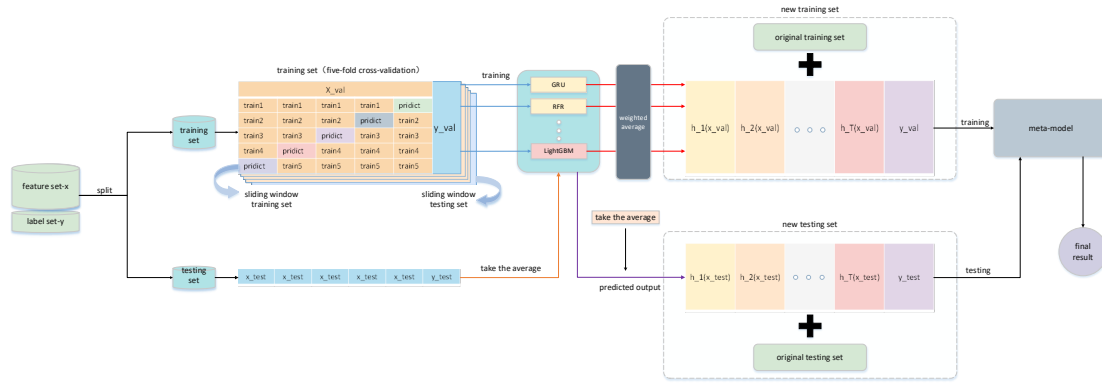 new training set
original training set
training set（five-fold cross-validation）
training
X_val
GRU
train1 train1 train1 train1 pridict
train2 train2 train2 pridict train2
train3 train3 pridict train3 train3
train4 pridict train4 train4 train4
pridict train5 train5 train5 train5
y_val
RFR
LightGBM
weighted
average
h_1(x_val) h_2(x_val) h_T(x_val) y_val
training
meta-model
training
set
feature set-x
label set-y
split
sliding window
training set
sliding window
testing set
take the average
new testing set
final
result
testing
set
x_test x_test x_test x_test x_test y_test
take the average
predicted output
h_1(x_test) h_2(x_test) h_T(x_test) y_test
testing
original testing set